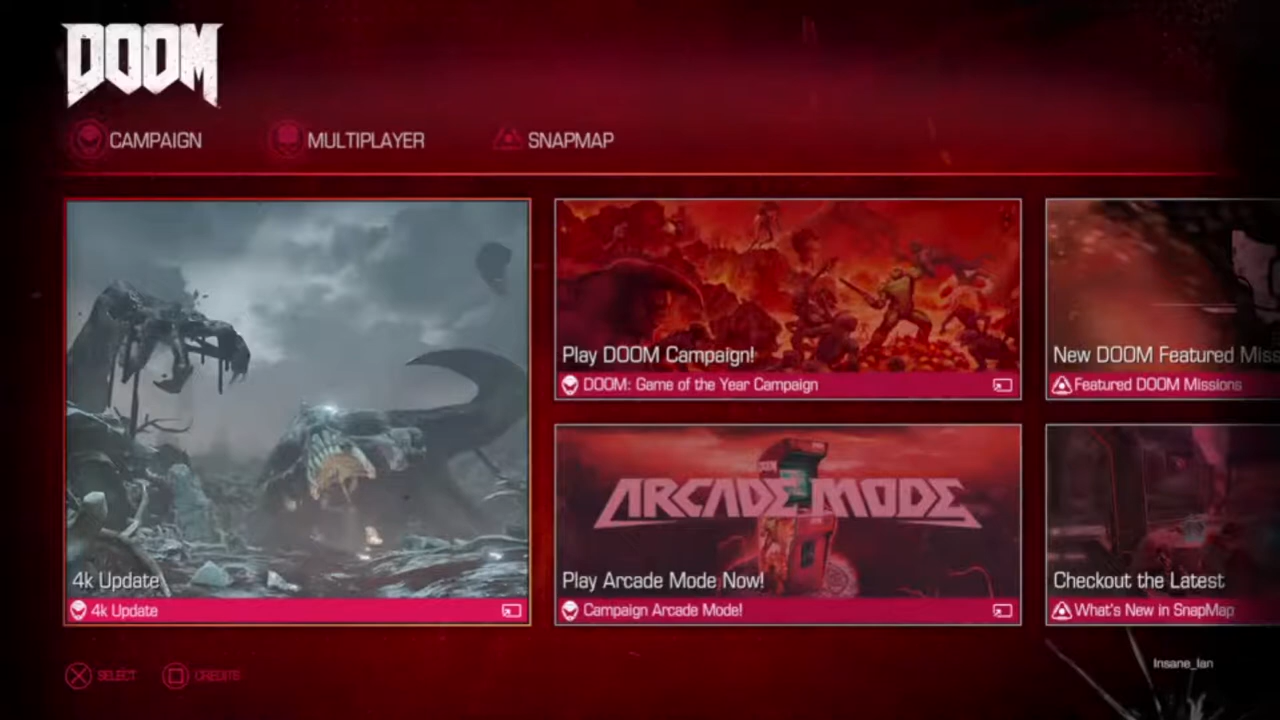 DOOM
CAMPAIGN
MULTIPLAYER
SNAPMAP
4k Update
4k Update
Play DOOM Campaign!
DOOM: Game of the Year Campaign
ARCADE MODE
Play Arcade Mode Now!
Campaign Arcade Mode!
New DOOM Featured Miss
Featured DOOM Missions
Checkout the Latest
What's New in SnapMap
SELECT
CREDITS
Insane_Ian